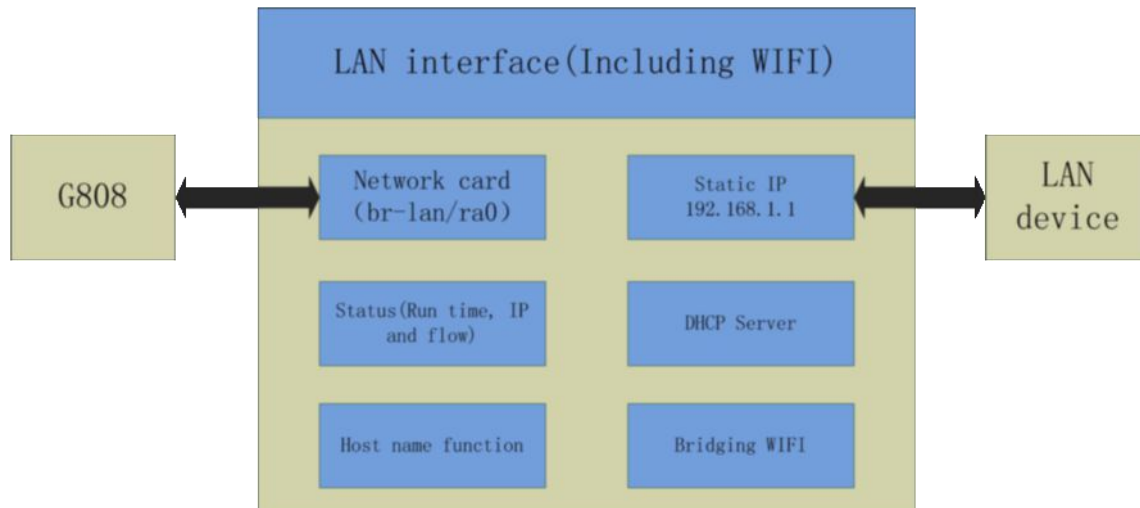 LAN interface(Including WIFI)
G808
Network card
(br-lan/ra0)
Static IP
192.168.1.1
LAN
device
Status(Run time, IP
and flow)
DHCP Server
Host name function
Bridging WIFI